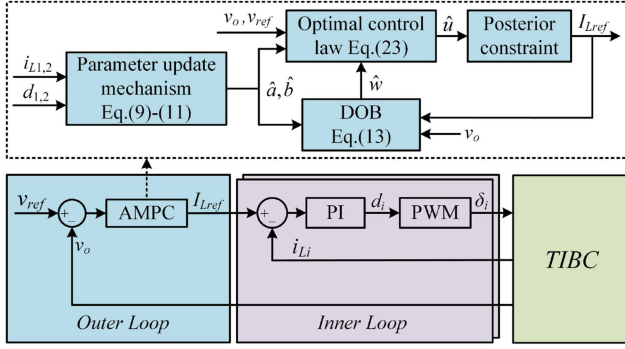 v_o, v_ref
Optimal control
law Eq.(23)
û
Posterior
constraint
I_Lref
i_L1,2
d_1,2
Parameter update
mechanism
Eq.(9)-(11)
â, b̂
ŵ
DOB
Eq.(13)
v_o
v_ref
+
−
AMPC
I_Lref
+
−
PI
d_i
PWM
δ_i
v_o
i_Li
TIBC
Outer Loop
Inner Loop